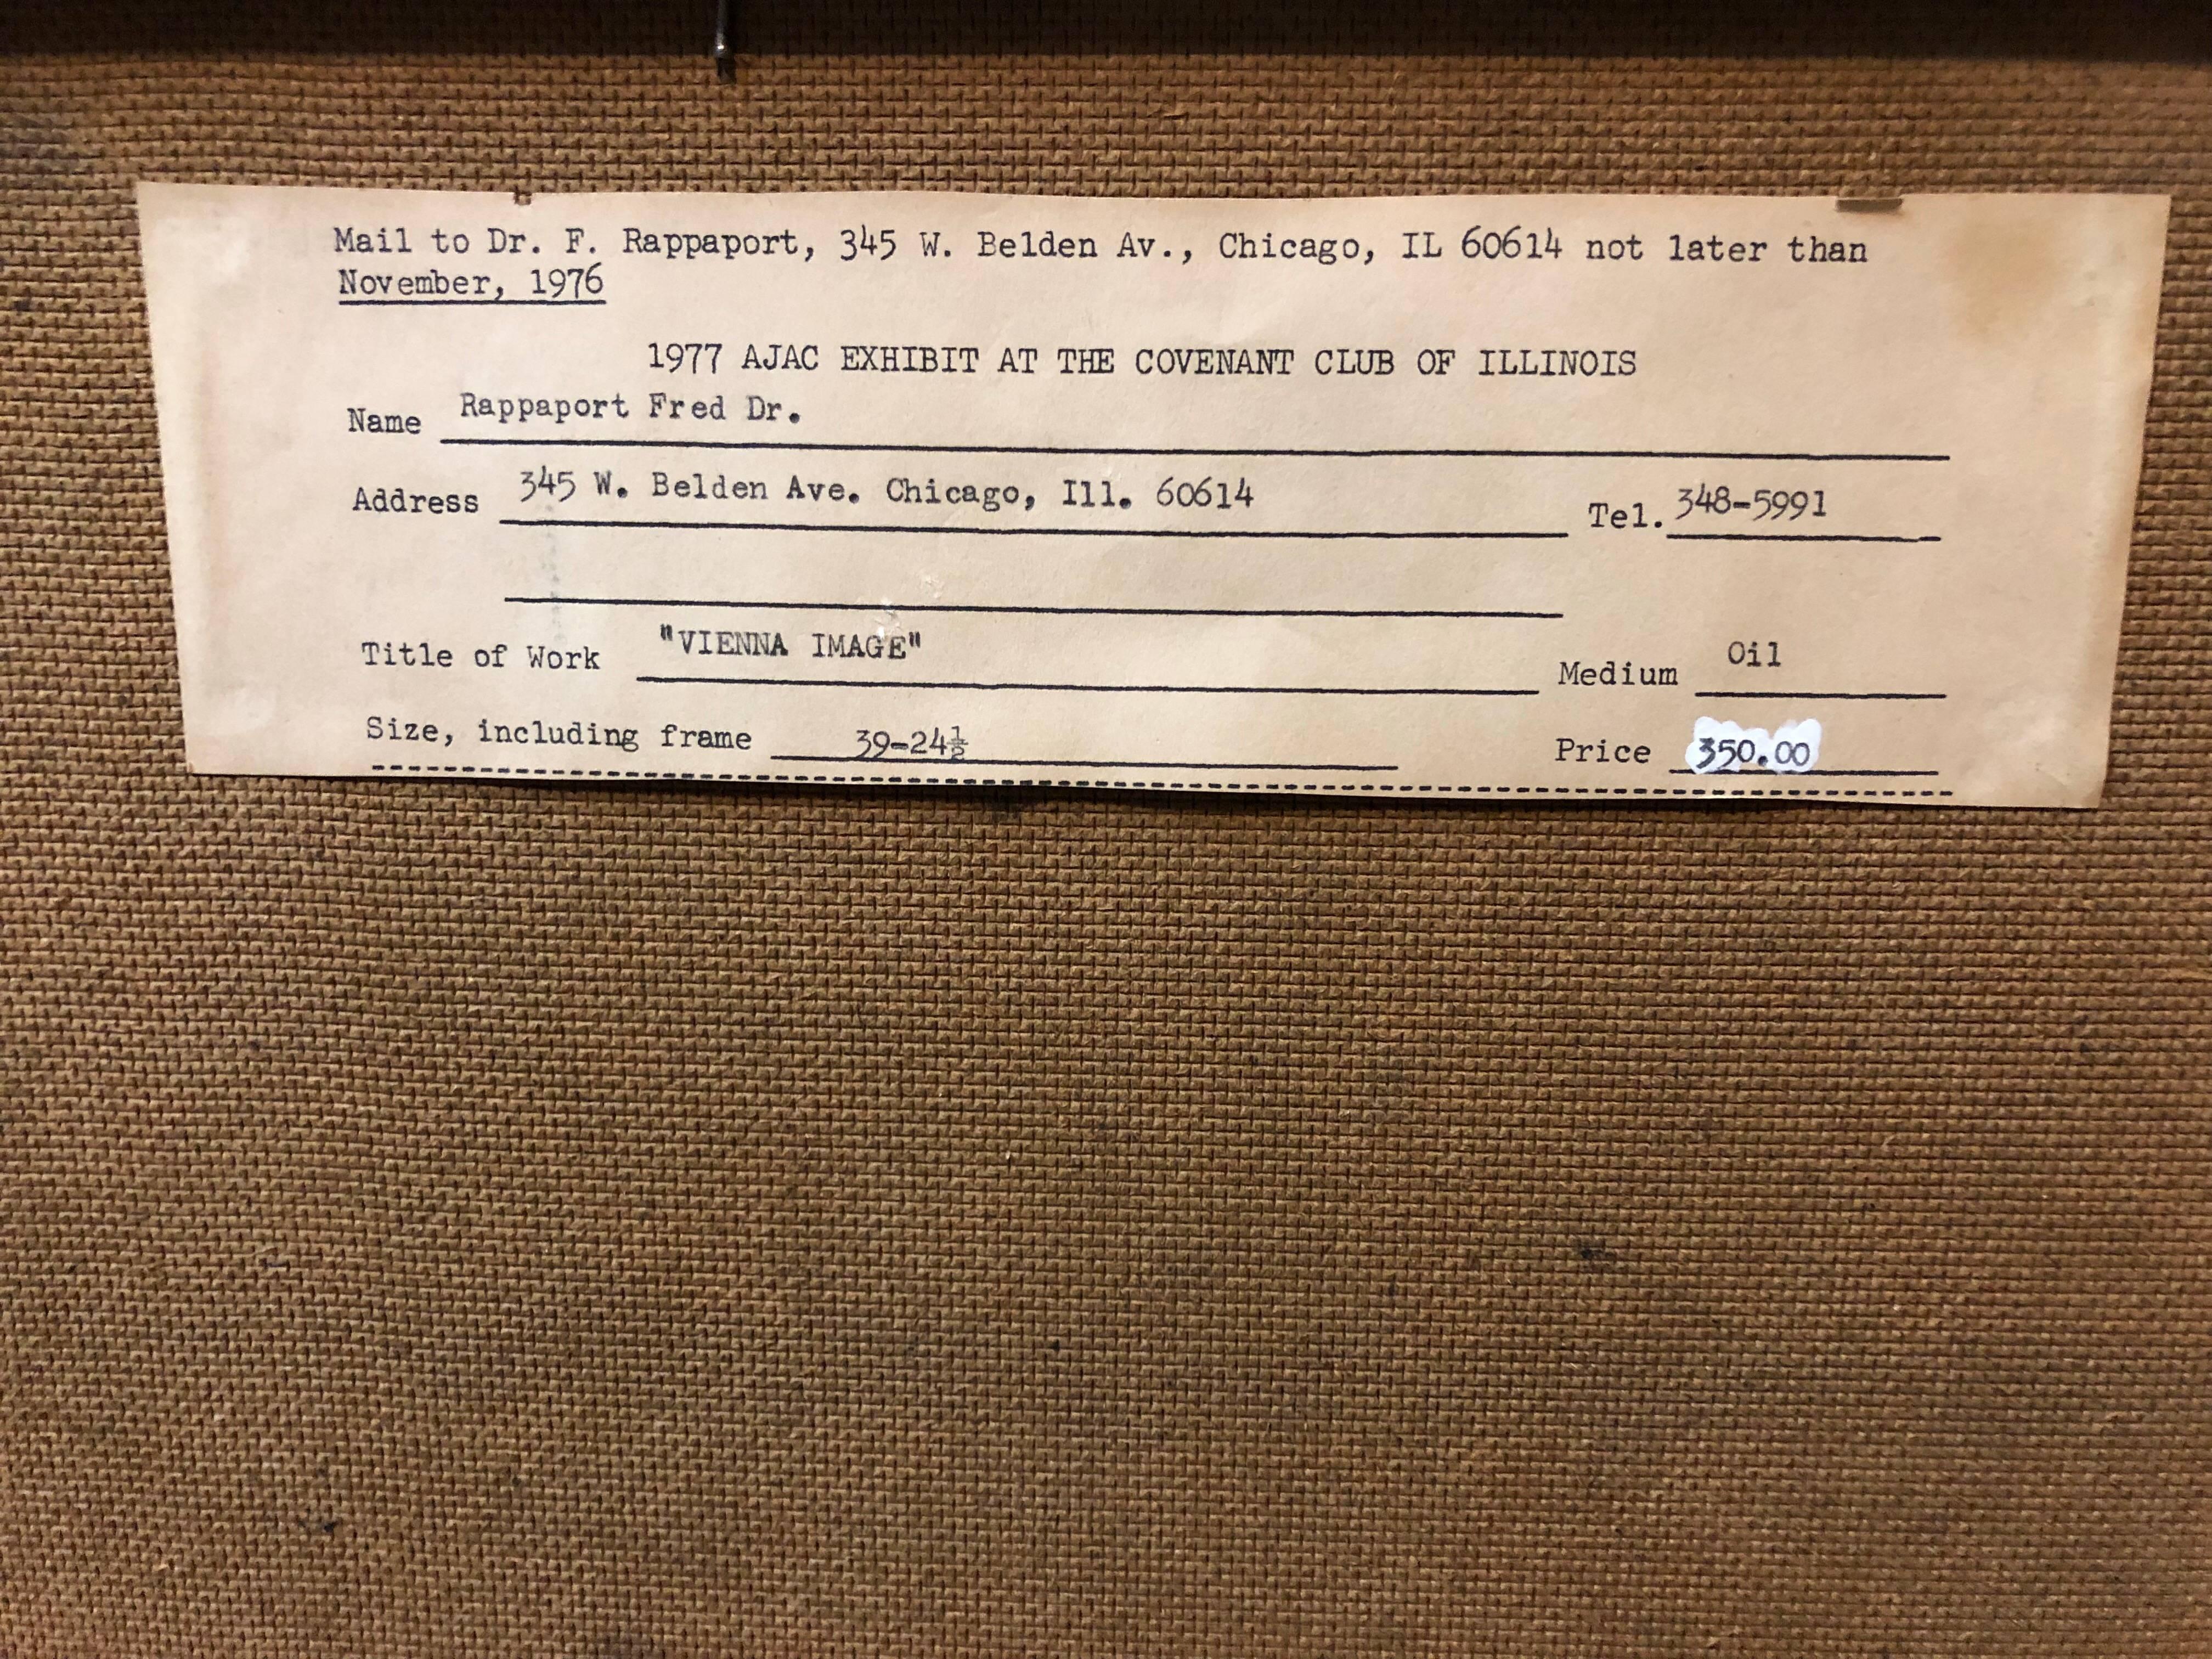 Mail to Dr. F. Rappaport, 345 W. Belden Av., Chicago, IL 60614 not later than
November, 1976
1977 AJAC EXHIBIT AT THE COVENANT CLUB OF ILLINOIS
Name Rappaport Fred Dr.
Address 345 W. Belden Ave. Chicago, Ill. 60614 Tel. 348-5991
Title of Work "VIENNA IMAGE" Medium Oil
Size, including frame 39-24½ Price 350.00